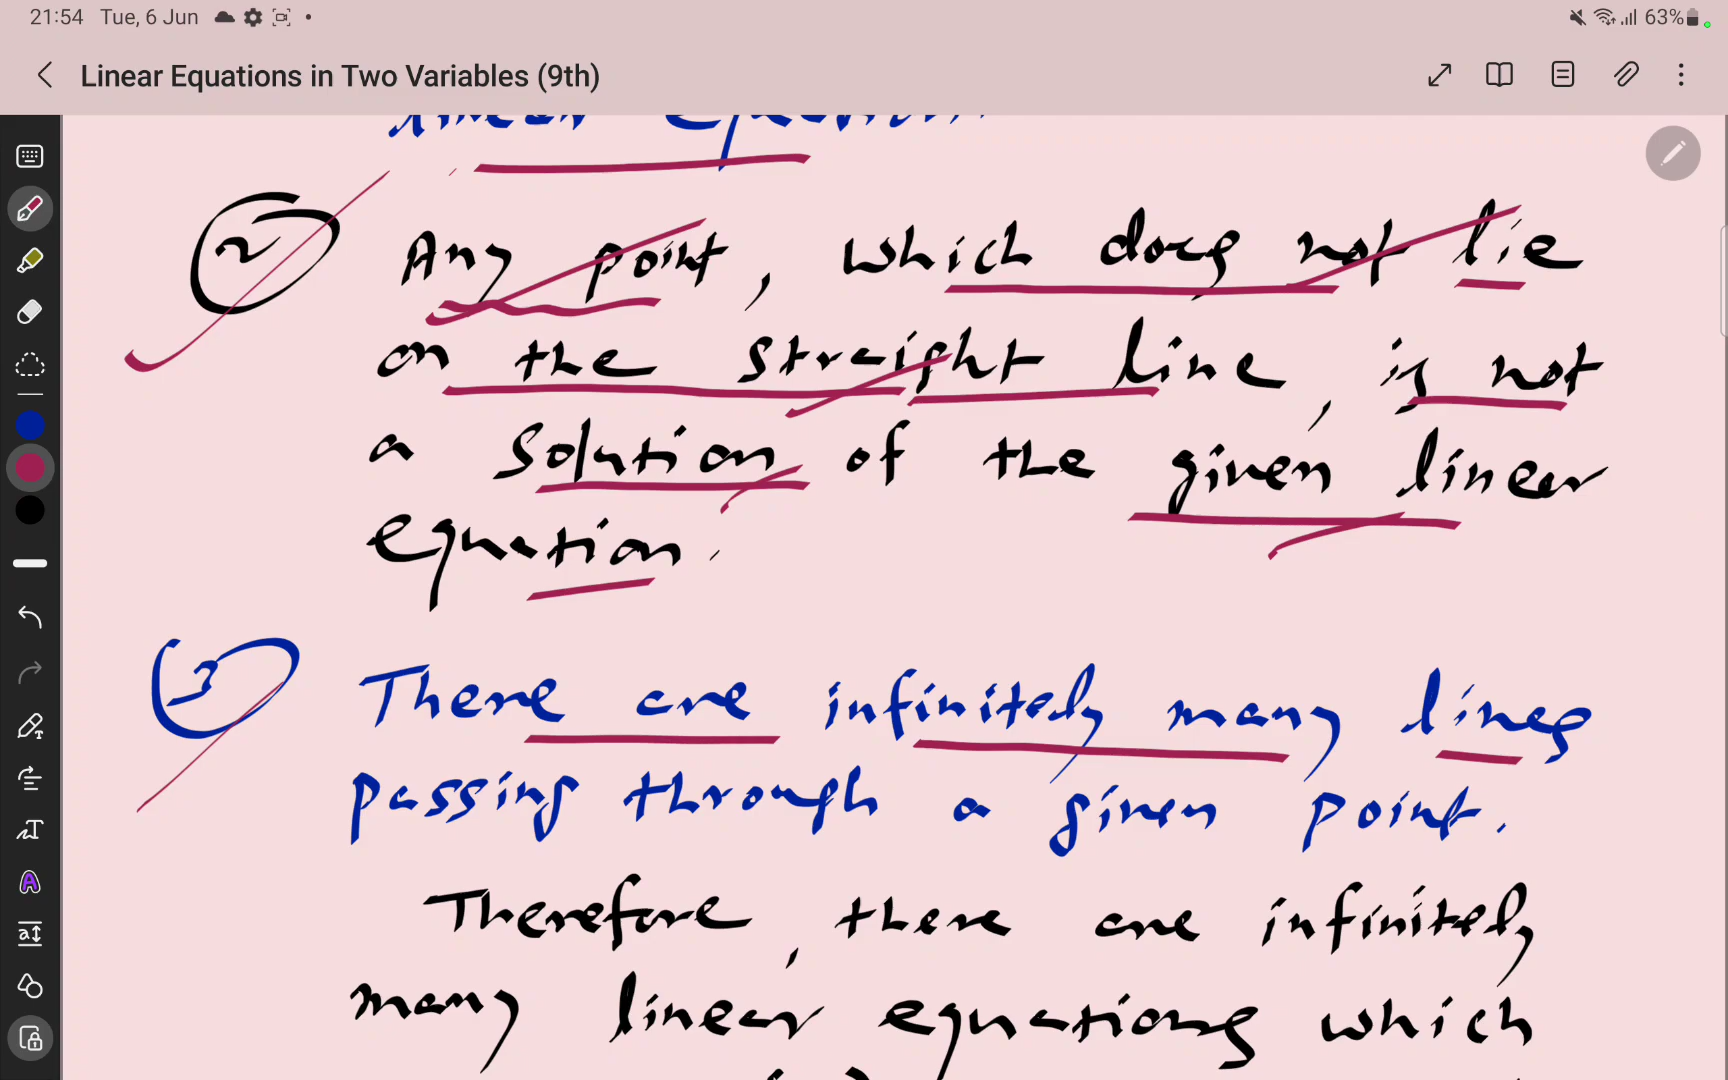 21:54 Tue, 6 Jun 63%
Linear Equations in Two Variables (9th)
linear equation.
2 Any point, which does not lie
on the straight line, is not
a solution of the given linear
equation.
3 There are infinitely many lines
passing through a given point.
Therefore, there are infinitely
many linear equations which